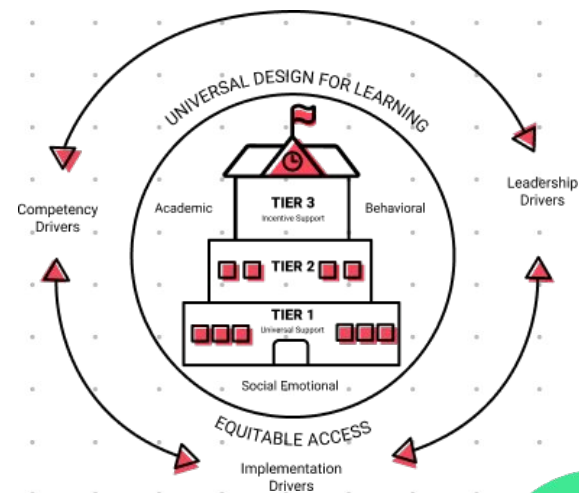 UNIVERSAL DESIGN FOR LEARNING
TIER 3
Incentive Support
Academic
Behavioral
Competency
Drivers
Leadership
Drivers
TIER 2
TIER 1
Universal Support
Social Emotional
EQUITABLE ACCESS
Implementation
Drivers